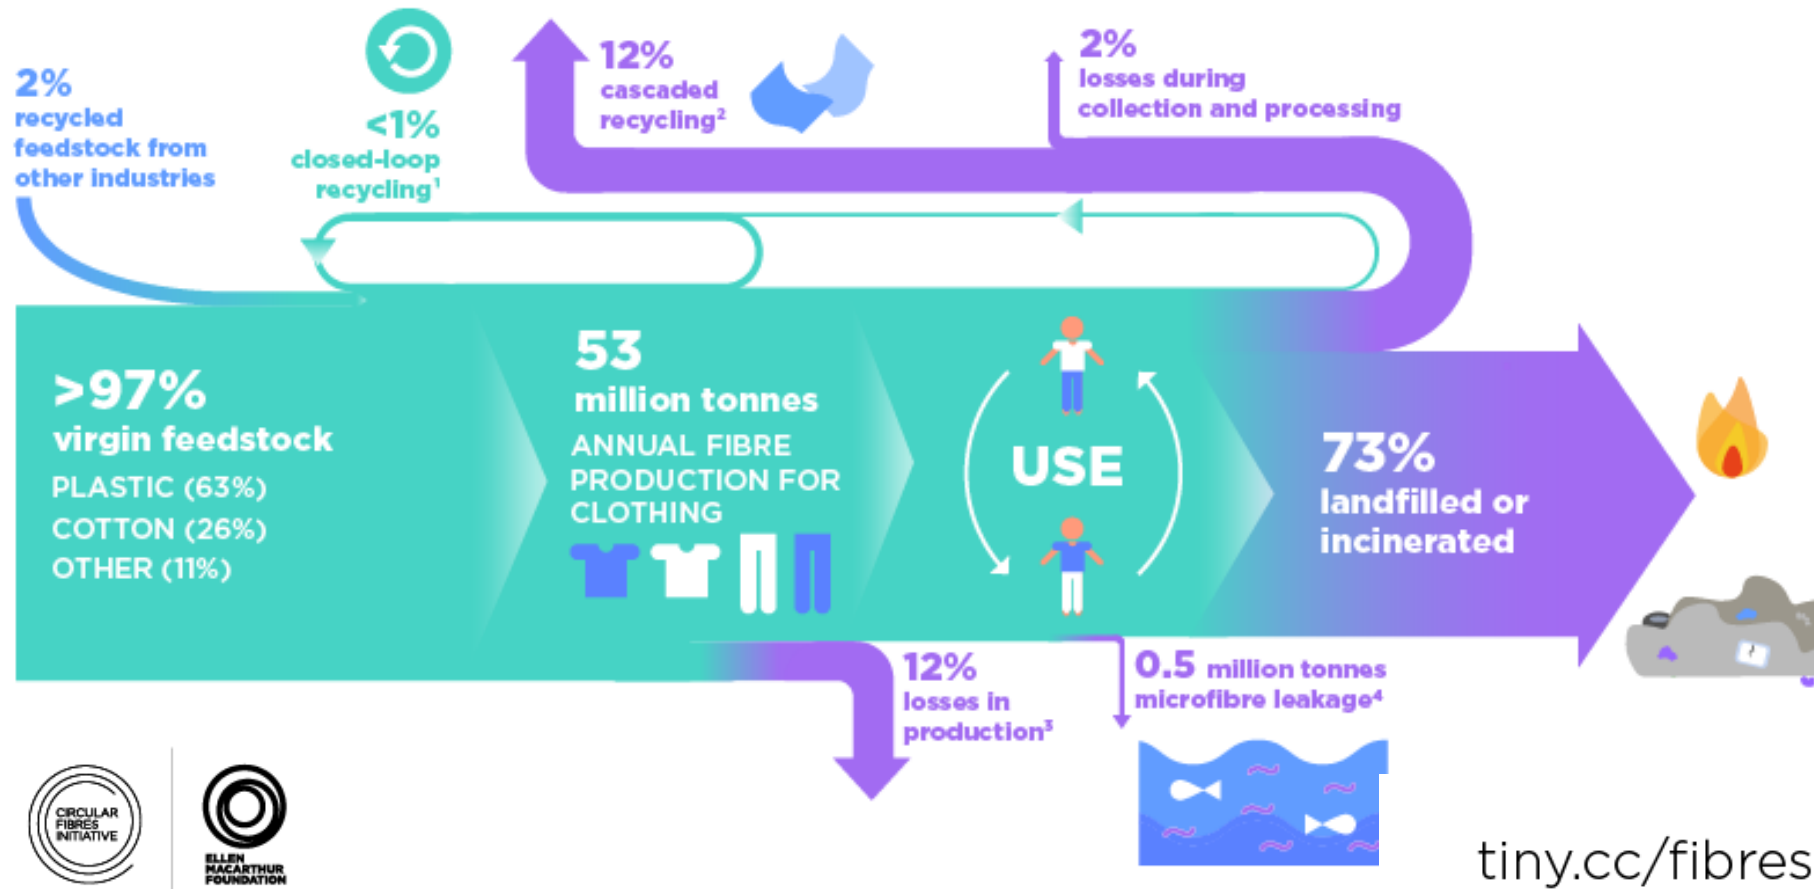 2%
recycled
feedstock from
other industries
<1%
closed-loop
recycling¹
12%
cascaded
recycling²
2%
losses during
collection and processing
>97%
virgin feedstock
PLASTIC (63%)
COTTON (26%)
OTHER (11%)
53
million tonnes
ANNUAL FIBRE
PRODUCTION FOR
CLOTHING
USE
73%
landfilled or
incinerated
12%
losses in
production³
0.5 million tonnes
microfibre leakage⁴
CIRCULAR
FIBRES
INITIATIVE
ELLEN
MACARTHUR
FOUNDATION
tiny.cc/fibres